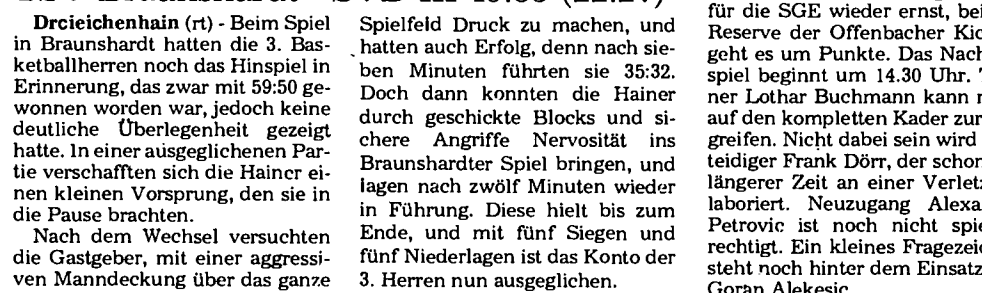 Drcieichenhain (rt) - Beim Spiel
in Braunshardt hatten die 3. Bas-
ketballherren noch das Hinspiel in
Erinnerung, das zwar mit 59:50 ge-
wonnen worden war, jedoch keine
deutliche Überlegenheit gezeigt
hatte. In einer ausgeglichenen Par-
tie verschafften sich die Hainer ei-
nen kleinen Vorsprung, den sie in
die Pause brachten.
Nach dem Wechsel versuchten
die Gastgeber, mit einer aggressi-
ven Manndeckung über das ganze
Spielfeld Druck zu machen, und
hatten auch Erfolg, denn nach sie-
ben Minuten führten sie 35:32.
Doch dann konnten die Hainer
durch geschickte Blocks und si-
chere Angriffe Nervosität ins
Braunshardter Spiel bringen, und
lagen nach zwölf Minuten wieder
in Führung. Diese hielt bis zum
Ende, und mit fünf Siegen und
fünf Niederlagen ist das Konto der
3. Herren nun ausgeglichen.
für die SGE wieder ernst, bei
Reserve der Offenbacher Kic
geht es um Punkte. Das Nach
spiel beginnt um 14.30 Uhr.
ner Lothar Buchmann kann
auf den kompletten Kader zur
greifen. Nicht dabei sein wird
teidiger Frank Dörr, der schon
längerer Zeit an einer Verlet
laboriert. Neuzugang Alexa
Petrovic ist noch nicht spie
rechtigt. Ein kleines Fragezei
steht noch hinter dem Einsatz
Goran Alekesic